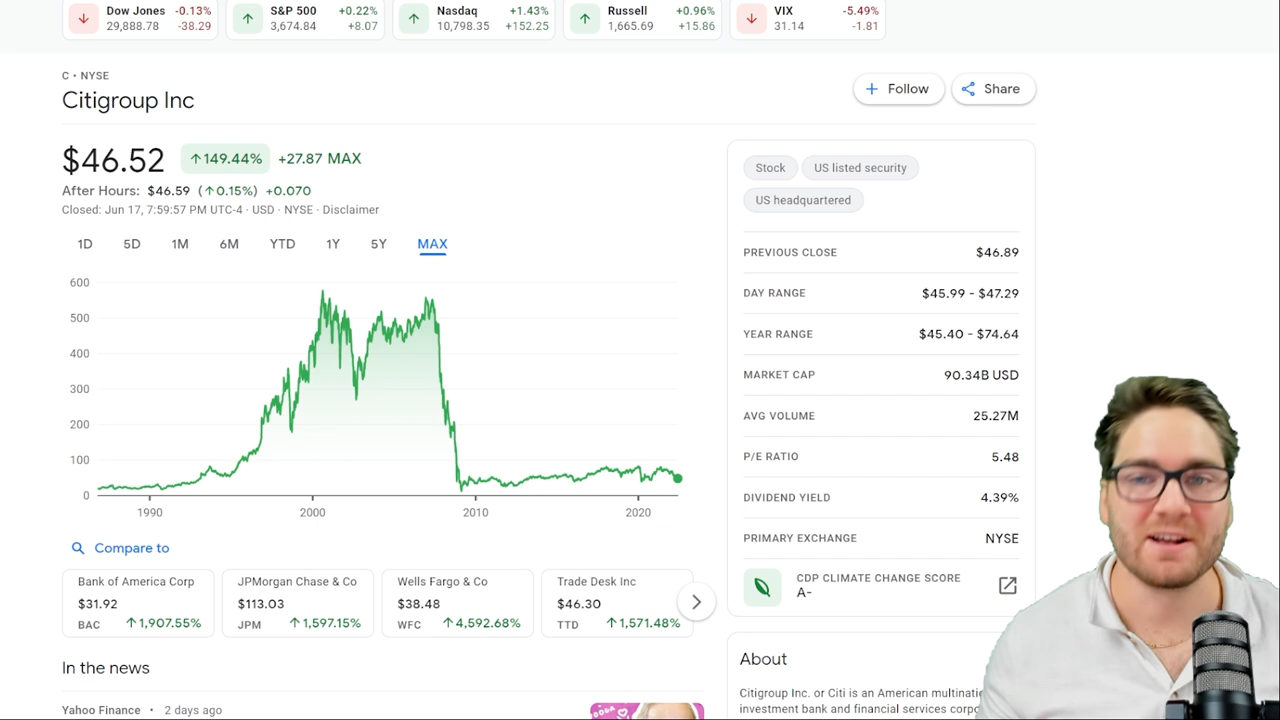 Dow Jones -0.13%
29,888.78 -38.29
S&P 500 +0.22%
3,674.84 +8.07
Nasdaq +1.43%
10,798.35 +152.25
Russell +0.96%
1,665.69 +15.86
VIX -5.49%
31.14 -1.81
C • NYSE
Citigroup Inc
Follow
Share
$46.52 ↑149.44% +27.87 MAX
After Hours: $46.59 (↑0.15%) +0.070
Closed: Jun 17, 7:59:57 PM UTC-4 · USD · NYSE · Disclaimer
1D 5D 1M 6M YTD 1Y 5Y MAX
600
500
400
300
200
100
0
1990 2000 2010 2020
Compare to
Bank of America Corp
$31.92
BAC ↑1,907.55%
JPMorgan Chase & Co
$113.03
JPM ↑1,597.15%
Wells Fargo & Co
$38.48
WFC ↑4,592.68%
Trade Desk Inc
$46.30
TTD ↑1,571.48%
In the news
Yahoo Finance • 2 days ago
Stock
US listed security
US headquartered
PREVIOUS CLOSE $46.89
DAY RANGE $45.99 - $47.29
YEAR RANGE $45.40 - $74.64
MARKET CAP 90.34B USD
AVG VOLUME 25.27M
P/E RATIO 5.48
DIVIDEND YIELD 4.39%
PRIMARY EXCHANGE NYSE
CDP CLIMATE CHANGE SCORE
A-
About
Citigroup Inc. or Citi is an American multinati
investment bank and financial services corpo